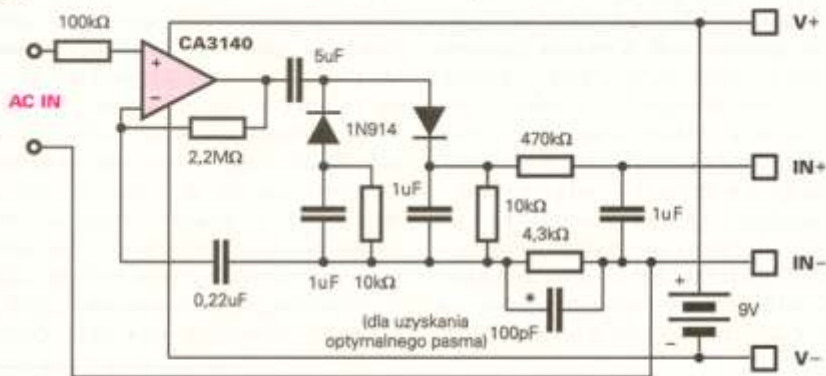 100kΩ
CA3140
5uF
V+
AC IN
1N914
470kΩ
2,2MΩ
IN+
1uF
10kΩ
1uF
4,3kΩ
IN−
0,22uF
1uF
10kΩ
*
100pF
9V
(dla uzyskania
optymalnego pasma)
V−
+
−
+
−